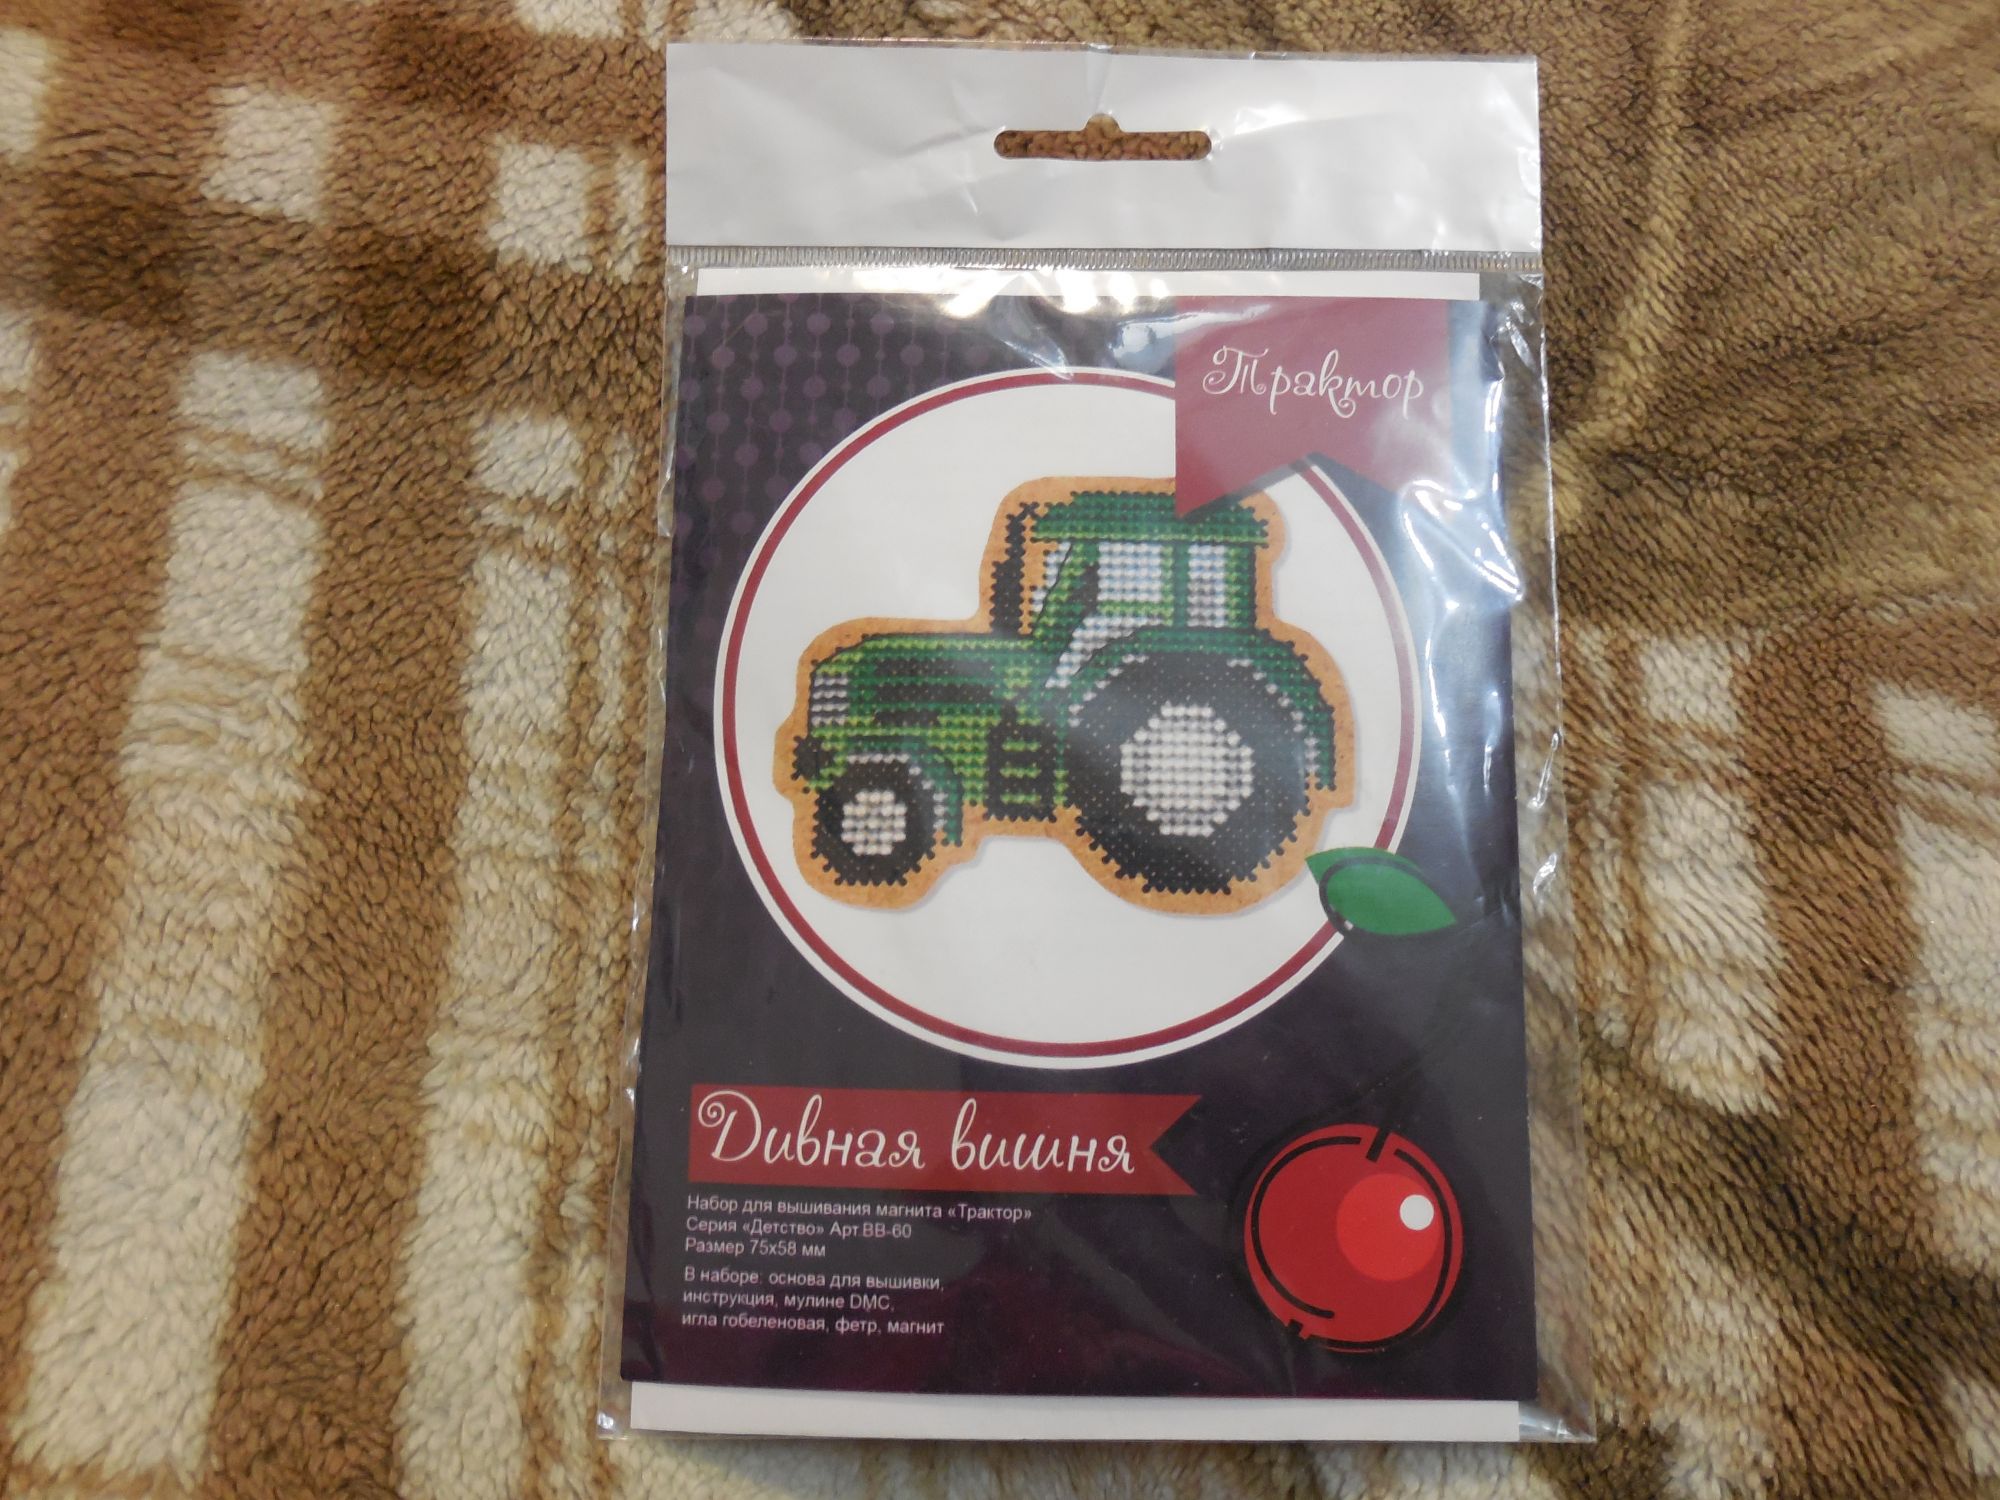 Трактор
Дивная вишня
Набор для вышивания магнита «Трактор»
Серия «Детство» Арт.ВВ-60
Размер 75х58 мм
В наборе: основа для вышивки,
инструкция, мулине DMC,
игла гобеленовая, фетр, магнит